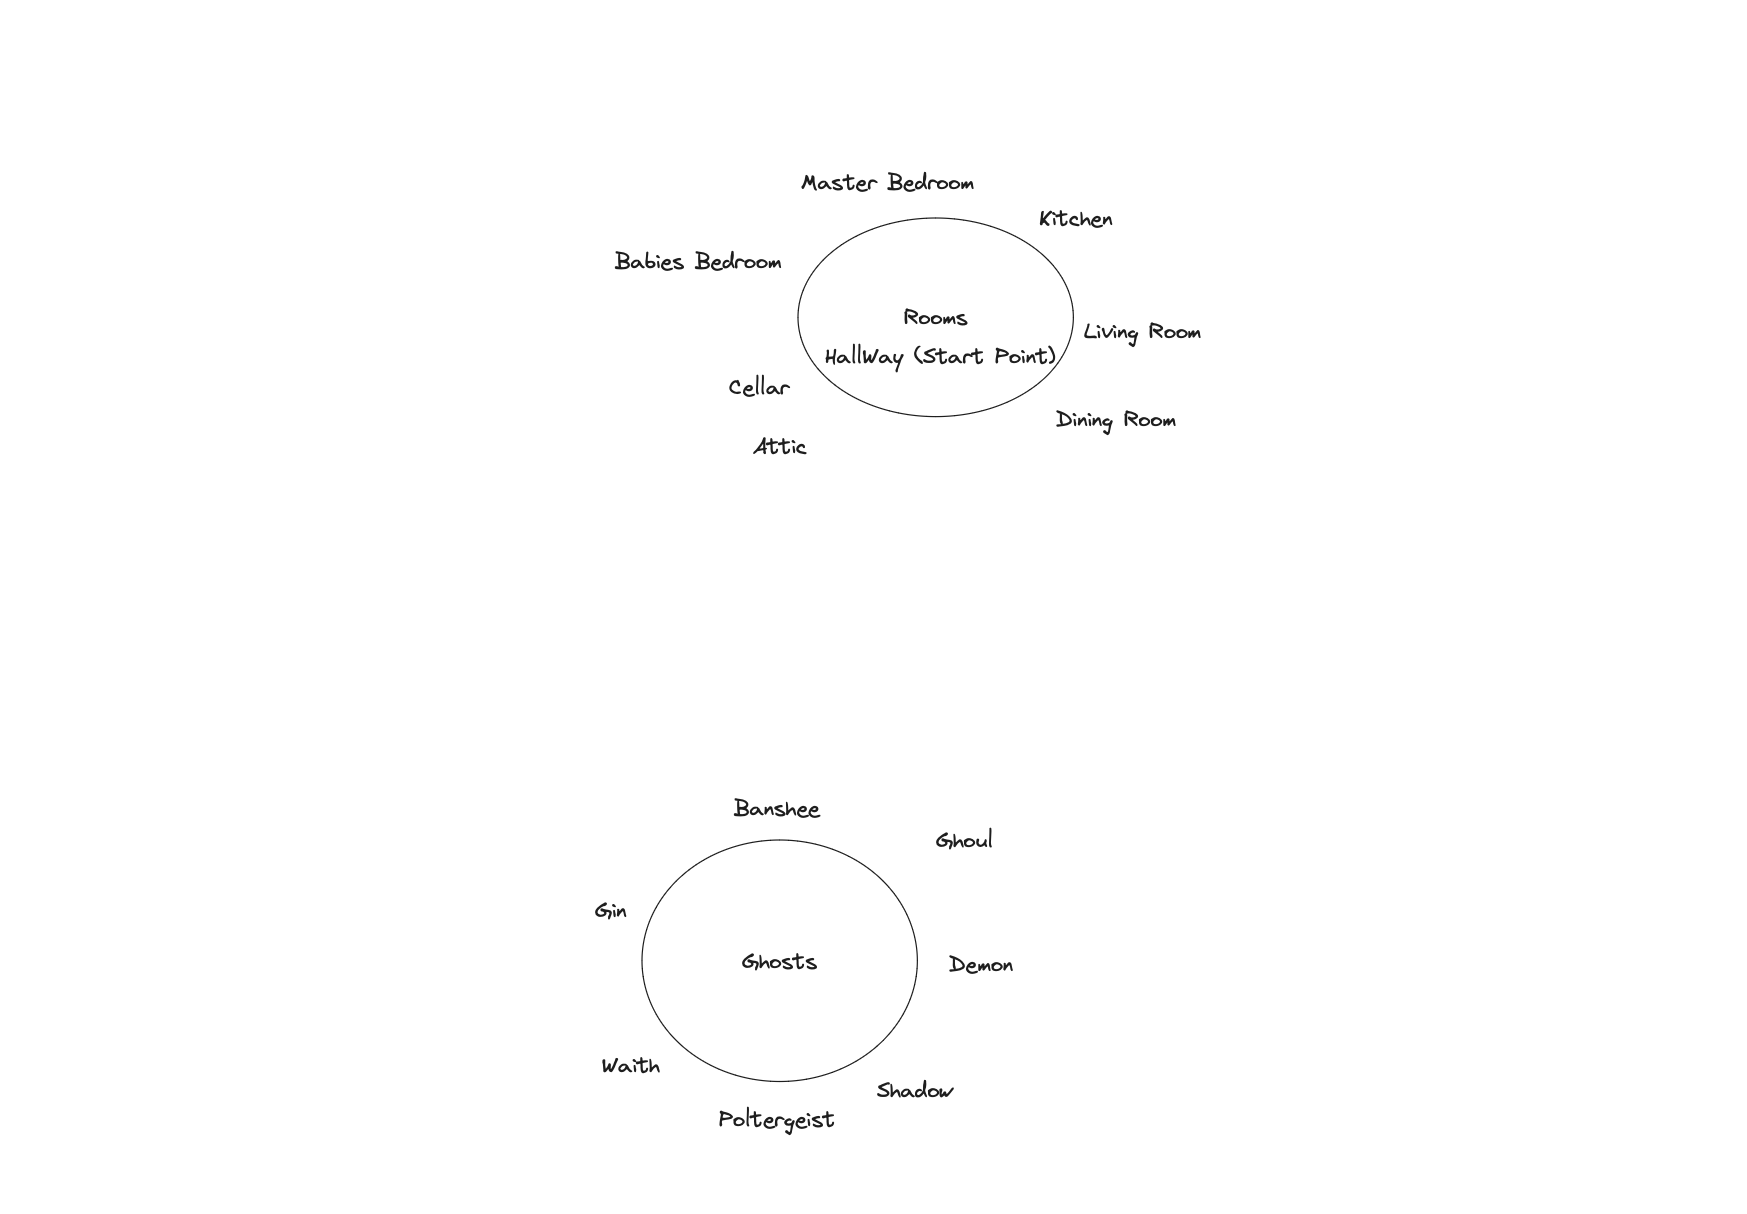 Master Bedroom
Kitchen
Babies Bedroom
Rooms
Living Room
HallWay (Start Point)
Cellar
Dining Room
Attic
Banshee
Ghoul
Gin
Ghosts
Demon
Waith
Shadow
Poltergeist